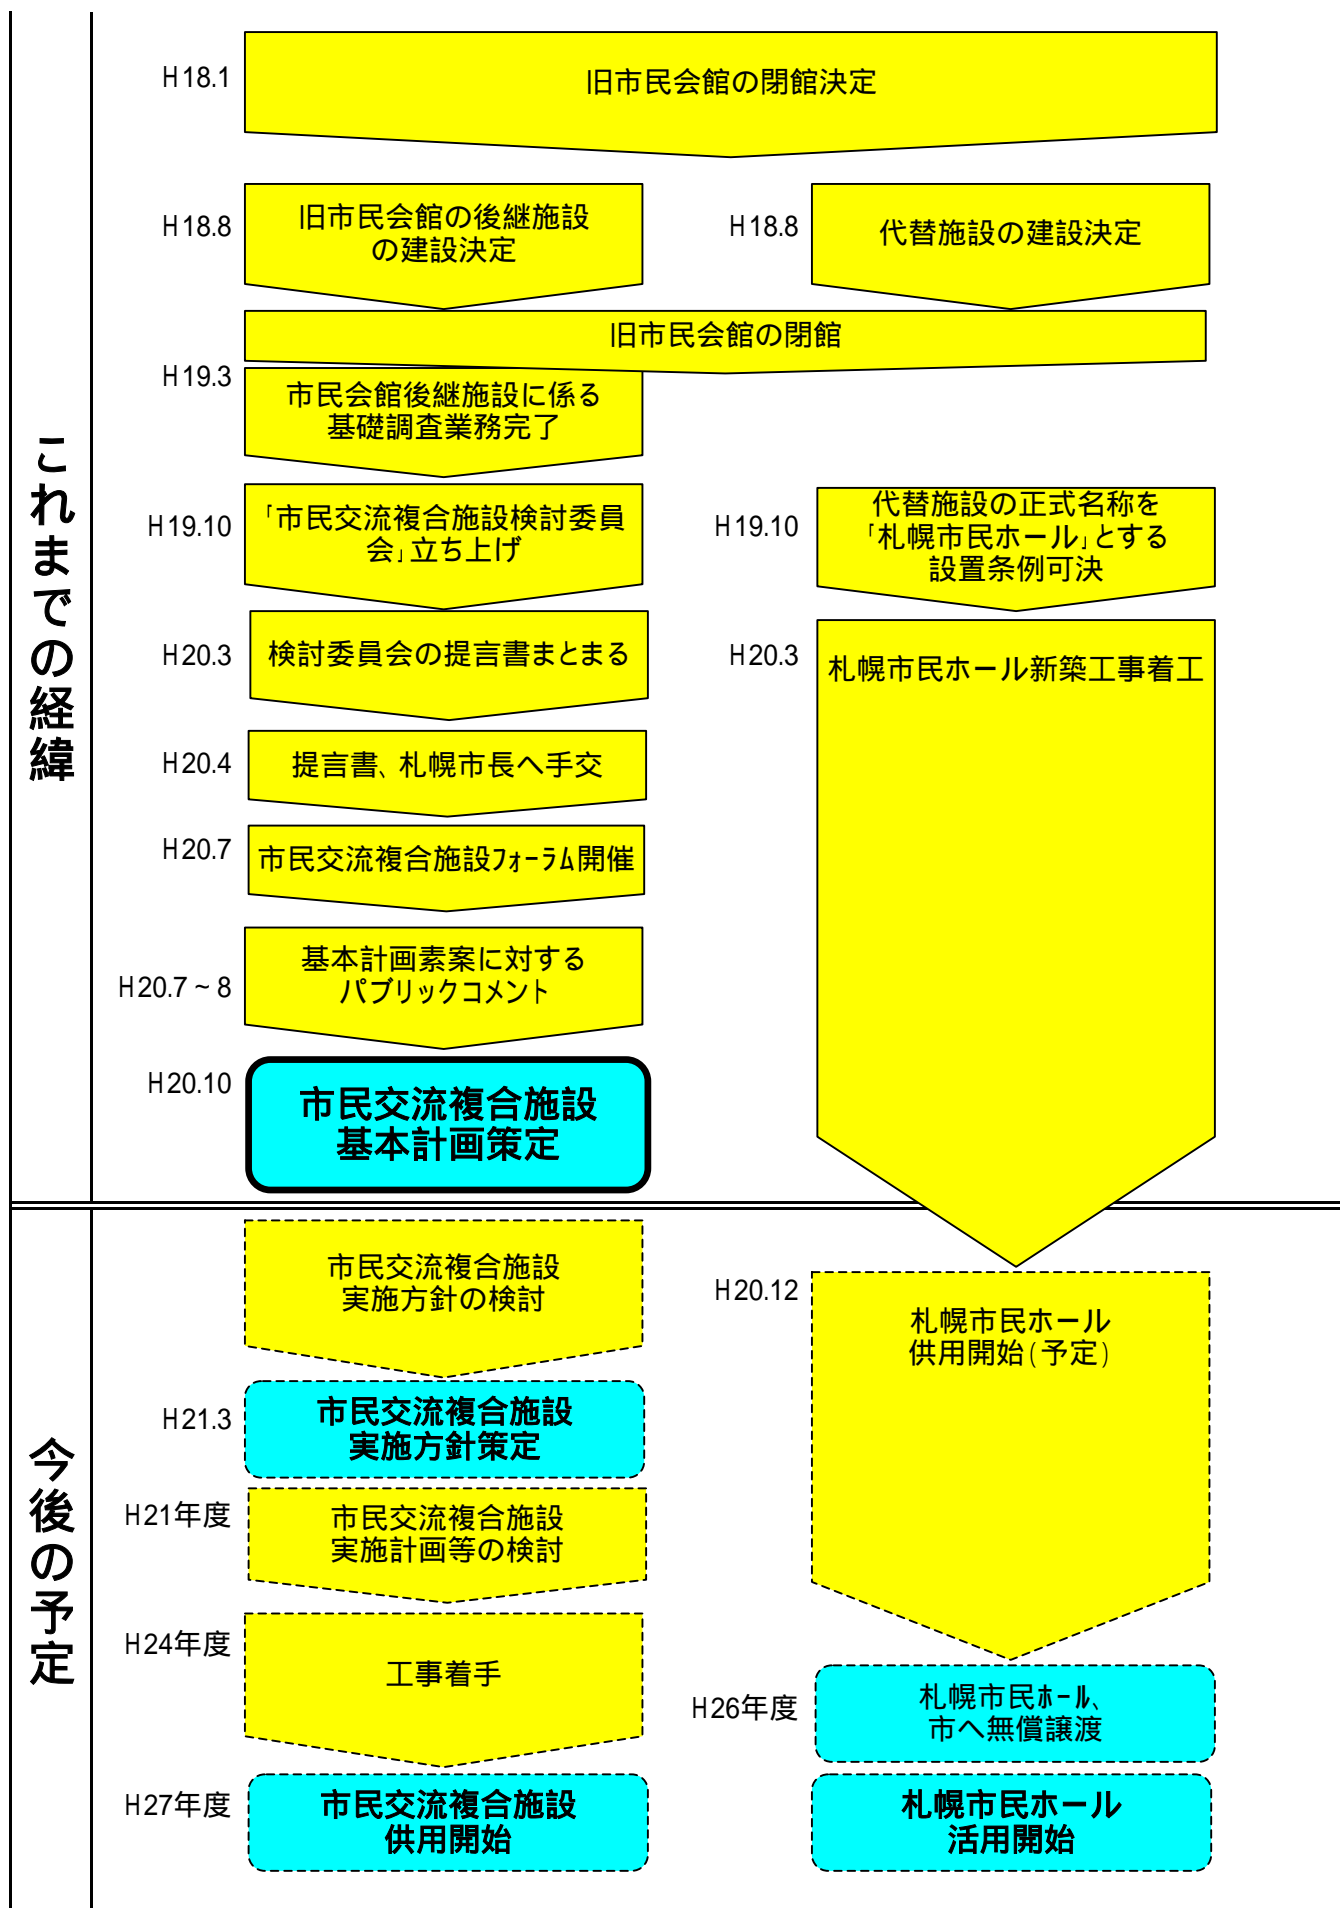 これまでの経緯
H18.1
旧市民会館の閉館決定
H18.8
旧市民会館の後継施設
の建設決定
H18.8
代替施設の建設決定
旧市民会館の閉館
H19.3
市民会館後継施設に係る
基礎調査業務完了
H19.10
「市民交流複合施設検討委員
会」立ち上げ
H19.10
代替施設の正式名称を
「札幌市民ホール」とする
設置条例可決
H20.3
検討委員会の提言書まとまる
H20.3
札幌市民ホール新築工事着工
H20.4
提言書、札幌市長へ手交
H20.7
市民交流複合施設フォーラム開催
H20.7~8
基本計画素案に対する
パブリックコメント
H20.10
市民交流複合施設
基本計画策定
今後の予定
市民交流複合施設
実施方針の検討
H20.12
札幌市民ホール
供用開始(予定)
H21.3
市民交流複合施設
実施方針策定
H21年度
市民交流複合施設
実施計画等の検討
H24年度
工事着手
H26年度
札幌市民ホール、
市へ無償譲渡
H27年度
市民交流複合施設
供用開始
札幌市民ホール
活用開始